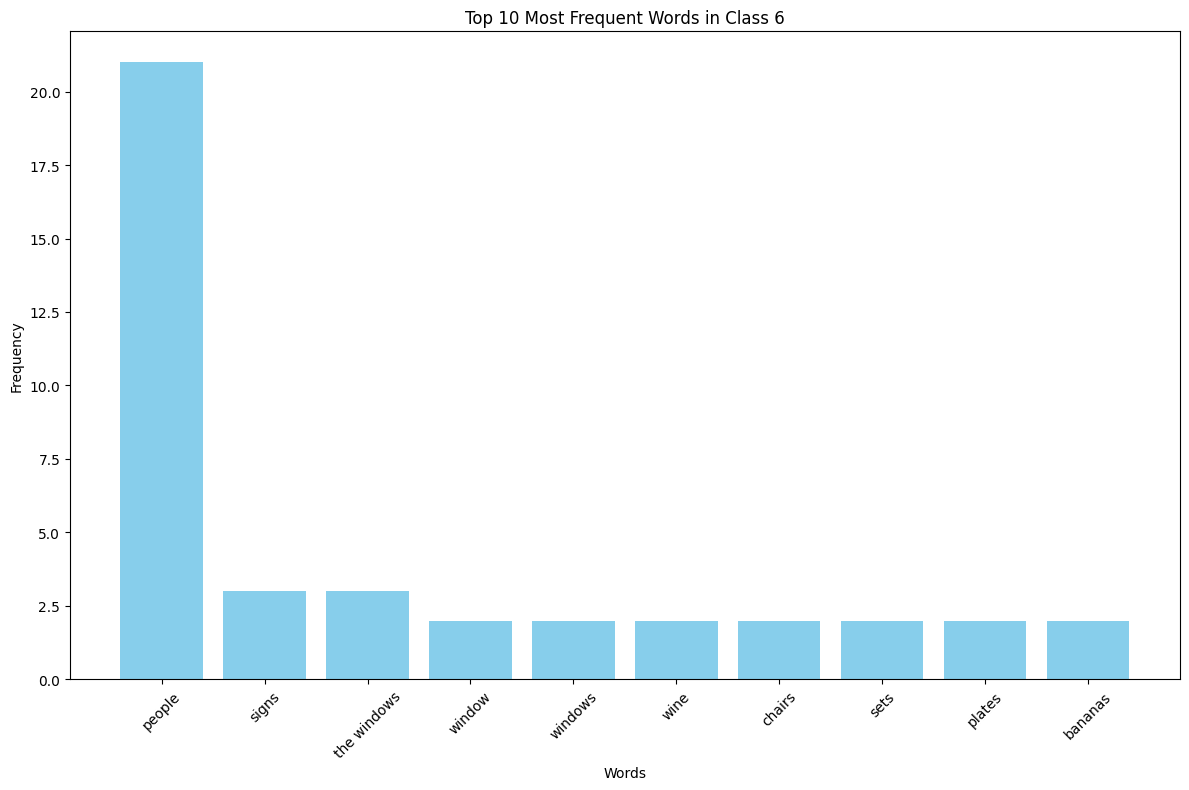 Top 10 Most Frequent Words in Class 6
Frequency
20.0
17.5
15.0
12.5
10.0
7.5
5.0
2.5
0.0
people
signs
the windows
window
windows
wine
chairs
sets
plates
bananas
Words